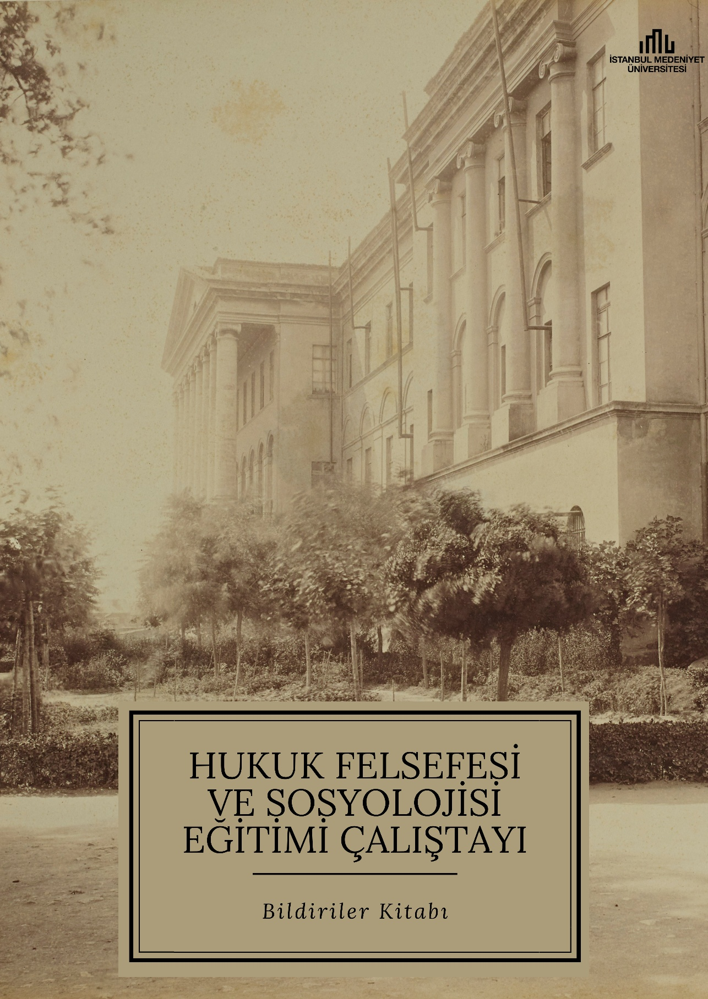 İSTANBUL MEDENİYET
ÜNİVERSİTESİ
HUKUK FELSEFESİ
VE SOSYOLOJİSİ
EĞİTİMİ ÇALIŞTAYI
Bildiriler Kitabı